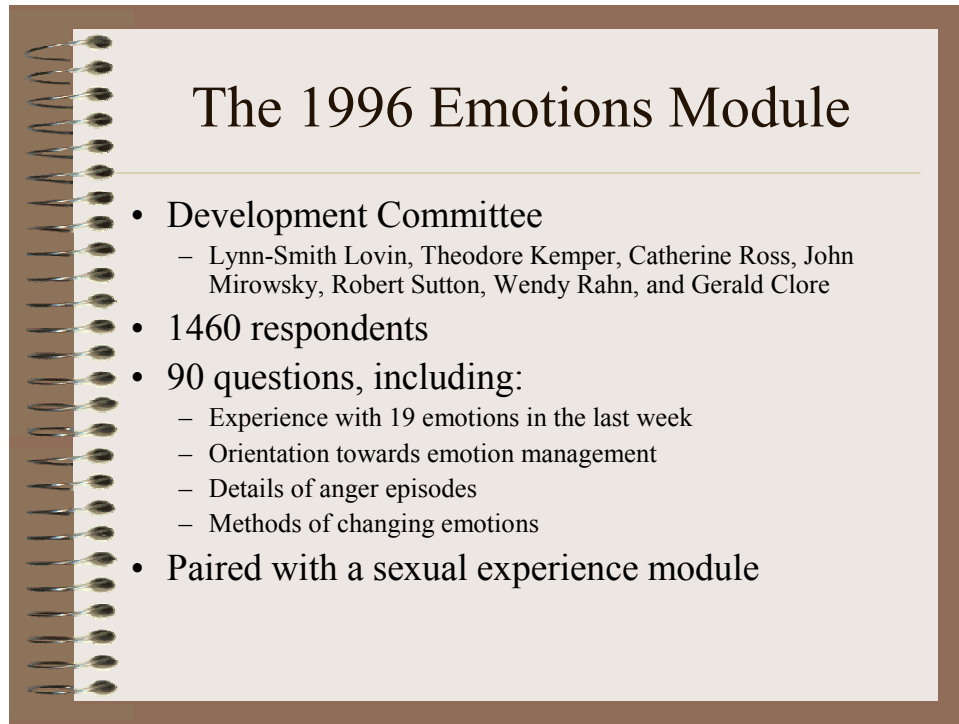 The 1996 Emotions Module
• Development Committee
– Lynn-Smith Lovin, Theodore Kemper, Catherine Ross, John
Mirowsky, Robert Sutton, Wendy Rahn, and Gerald Clore
• 1460 respondents
• 90 questions, including:
– Experience with 19 emotions in the last week
– Orientation towards emotion management
– Details of anger episodes
– Methods of changing emotions
• Paired with a sexual experience module